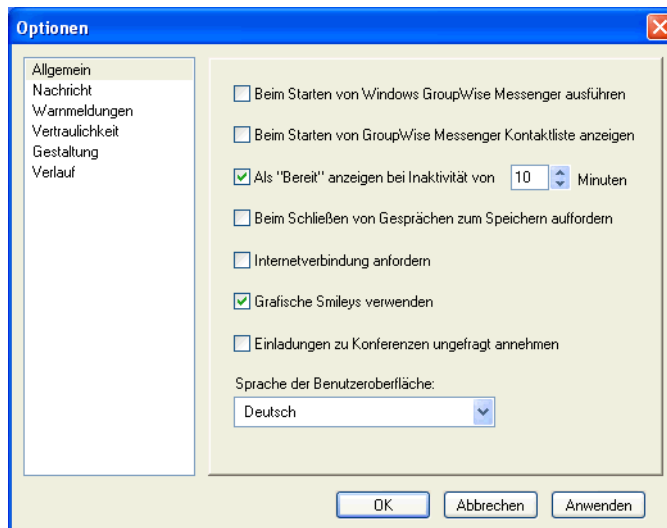 Optionen
Allgemein
Nachricht
Warnmeldungen
Vertraulichkeit
Gestaltung
Verlauf
Beim Starten von Windows GroupWise Messenger ausführen
Beim Starten von GroupWise Messenger Kontaktliste anzeigen
Als "Bereit" anzeigen bei Inaktivität von 10 Minuten
Beim Schließen von Gesprächen zum Speichern auffordern
Internetverbindung anfordern
Grafische Smileys verwenden
Einladungen zu Konferenzen ungefragt annehmen
Sprache der Benutzeroberfläche:
Deutsch
OK Abbrechen Anwenden